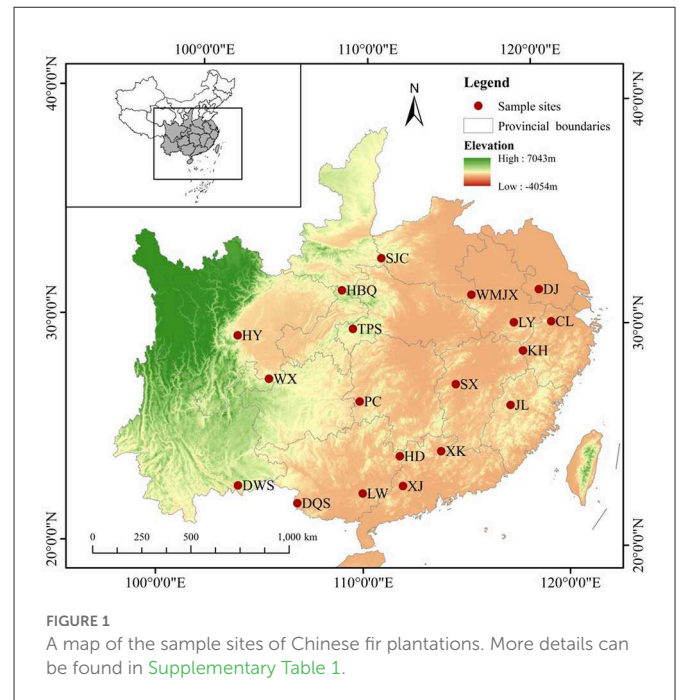 100°0'0"E 110°0'0"E 120°0'0"E
40°0'0"N
40°0'0"N
N
Legend
Sample sites
Provincial boundaries
Elevation
High : 7043m
Low : -4054m
SJC
HBQ
WMJX
DJ
30°0'0"N
30°0'0"N
LY
CL
HY
TPS
KH
WX
SX
PC
JL
HD
XK
DWS
DQS
LW
XJ
0 250 500 1,000 km
20°0'0"N
20°0'0"N
100°0'0"E 110°0'0"E 120°0'0"E
FIGURE 1
A map of the sample sites of Chinese fir plantations. More details can
be found in Supplementary Table 1.